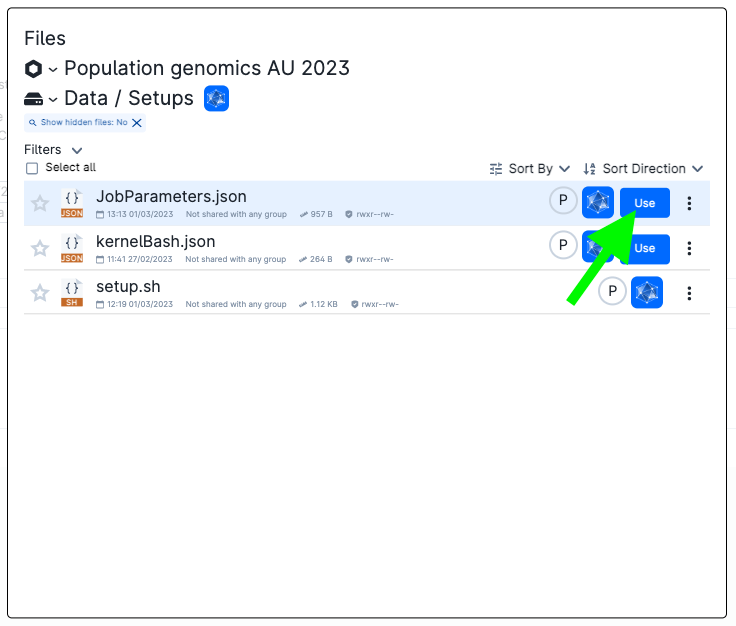 Files
Population genomics AU 2023
Data / Setups
Show hidden files: No
Filters
Select all
Sort By
Sort Direction
JobParameters.json
P
Use
JSON
13:13 01/03/2023 Not shared with any group 957 B rwxr--rw-
kernelBash.json
P
Use
JSON
11:41 27/02/2023 Not shared with any group 264 B rwxr--rw-
setup.sh
P
SH
12:19 01/03/2023 Not shared with any group 1.12 KB rwxr--rw-